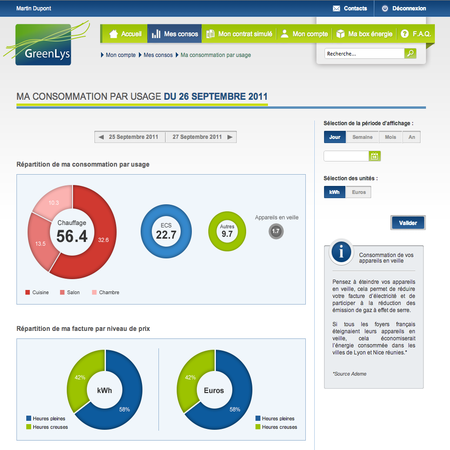 Martin Dupont
Contacts
Déconnexion
GreenLys
Accueil
Mes consos
Mon contrat simulé
Mon compte
Ma box énergie
F.A.Q.
Mon compte
Mes consos
Ma consommation par usage
Recherche...
MA CONSOMMATION PAR USAGE DU 26 SEPTEMBRE 2011
25 Septembre 2011
27 Septembre 2011
Répartition de ma consommation par usage
10.3
13.5
32.6
Chauffage
56.4
ECS
22.7
Autres
9.7
Appareils en veille
1.7
Cuisine
Salon
Chambre
Répartition de ma facture par niveau de prix
42%
kWh
58%
Heures pleines
Heures creuses
42%
Euros
58%
Heures pleines
Heures creuses
Sélection de la période d'affichage :
Jour
Semaine
Mois
An
Sélection des unités :
kWh
Euros
Valider
i
Consommation de vos
appareils en veille
Pensez à éteindre vos appareils
en veille, cela permet de réduire
votre facture d'électricité et de
participer à la réduction des
émission de gaz à effet de serre.
Si tous les foyers français
éteignaient leurs appareils en
veille, cela économiserait
l'énergie consommée dans les
villes de Lyon et Nice réunies.*
*Source Ademe